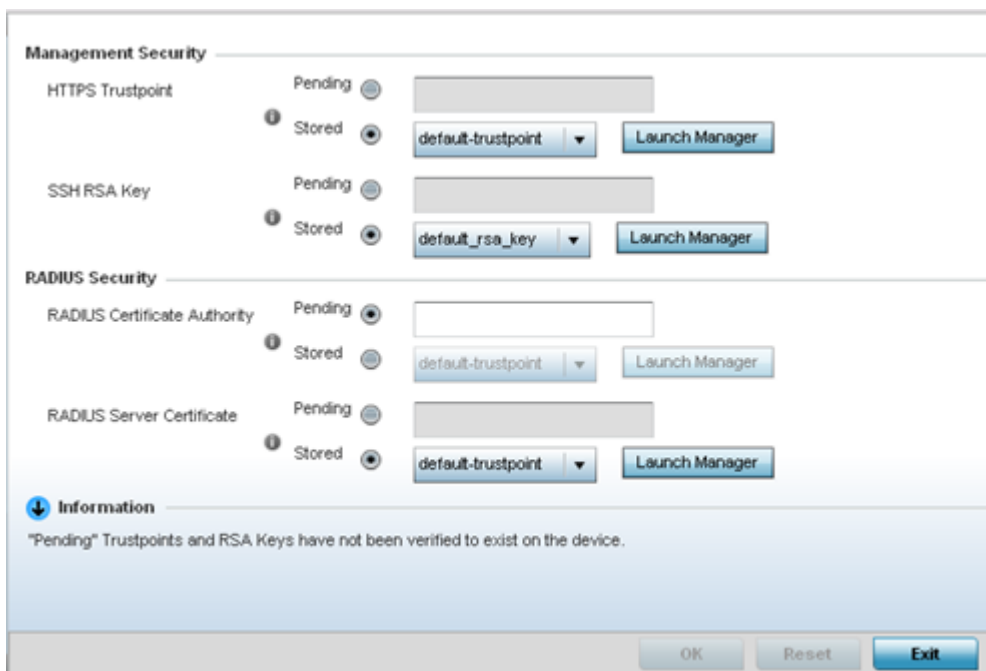 Management Security
HTTPS Trustpoint
Pending
Stored
default-trustpoint
Launch Manager
SSH RSA Key
Pending
Stored
default_rsa_key
Launch Manager
RADIUS Security
RADIUS Certificate Authority
Pending
Stored
default-trustpoint
Launch Manager
RADIUS Server Certificate
Pending
Stored
default-trustpoint
Launch Manager
Information
"Pending" Trustpoints and RSA Keys have not been verified to exist on the device.
OK
Reset
Exit